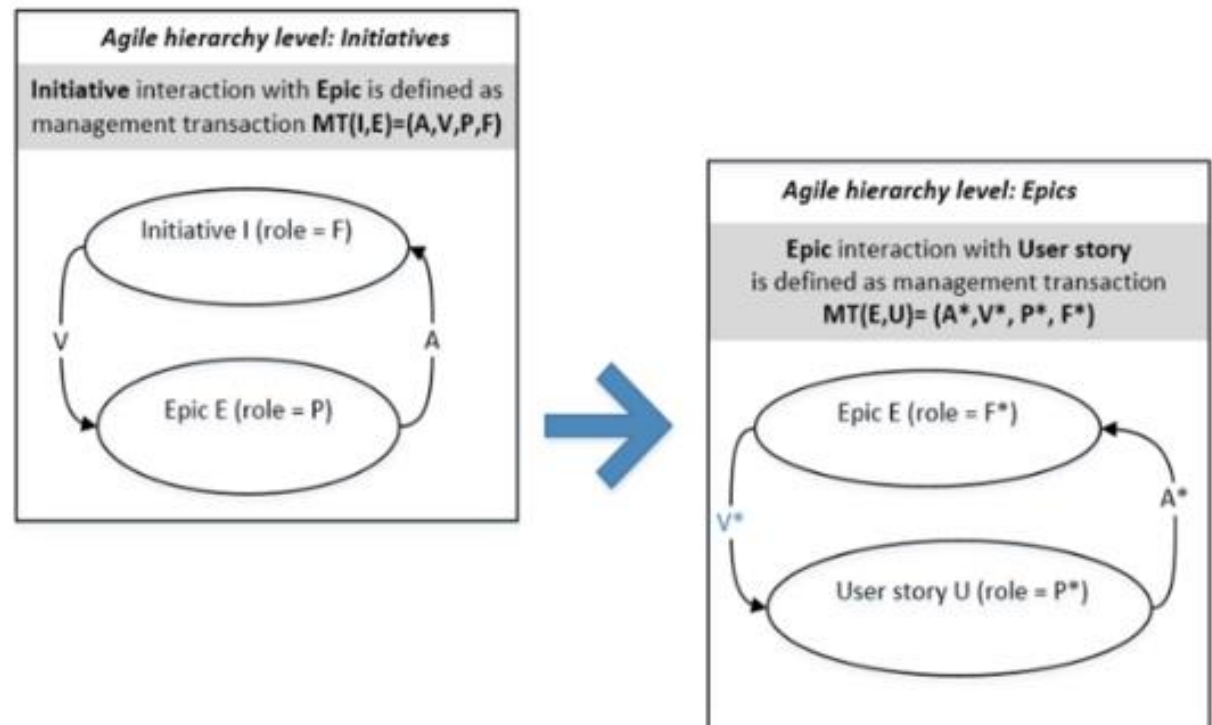 Agile hierarchy level: Initiatives
Initiative interaction with Epic is defined as
management transaction MT(I,E)=(A,V,P,F)
Initiative I (role = F)
V
A
Epic E (role = P)
Agile hierarchy level: Epics
Epic interaction with User story
is defined as management transaction
MT(E,U)= (A*,V*, P*, F*)
Epic E (role = F*)
V*
A*
User story U (role = P*)